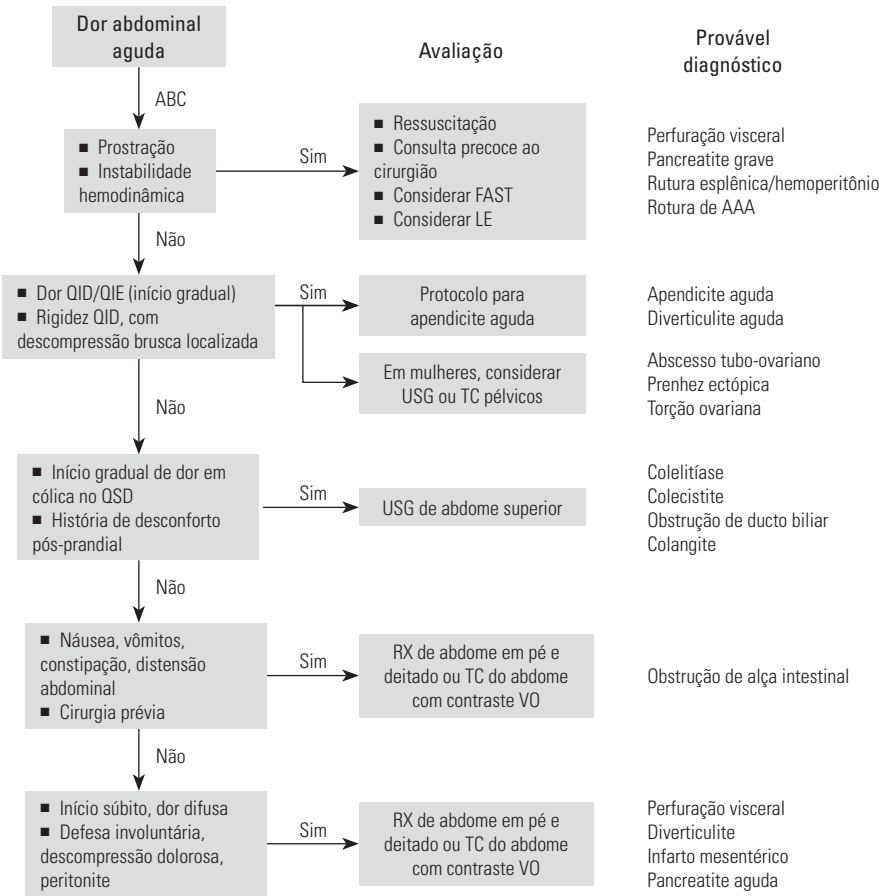 Dor abdominal
aguda
Avaliação
Provável
diagnóstico
ABC
■ Prostração
■ Instabilidade
hemodinâmica
Sim
■ Ressuscitação
■ Consulta precoce ao
cirurgião
■ Considerar FAST
■ Considerar LE
Perfuração visceral
Pancreatite grave
Rutura esplênica/hemoperitônio
Rotura de AAA
Não
■ Dor QID/QIE (início gradual)
■ Rigidez QID, com
descompressão brusca localizada
Sim
Protocolo para
apendicite aguda
Apendicite aguda
Diverticulite aguda
Em mulheres, considerar
USG ou TC pélvicos
Abscesso tubo-ovariano
Prenhez ectópica
Torção ovariana
Não
■ Início gradual de dor em
cólica no QSD
■ História de desconforto
pós-prandial
Sim
USG de abdome superior
Colelitíase
Colecistite
Obstrução de ducto biliar
Colangite
Não
■ Náusea, vômitos,
constipação, distensão
abdominal
■ Cirurgia prévia
Sim
RX de abdome em pé e
deitado ou TC do abdome
com contraste VO
Obstrução de alça intestinal
Não
■ Início súbito, dor difusa
■ Defesa involuntária,
descompressão dolorosa,
peritonite
Sim
RX de abdome em pé e
deitado ou TC do abdome
com contraste VO
Perfuração visceral
Diverticulite
Infarto mesentérico
Pancreatite aguda